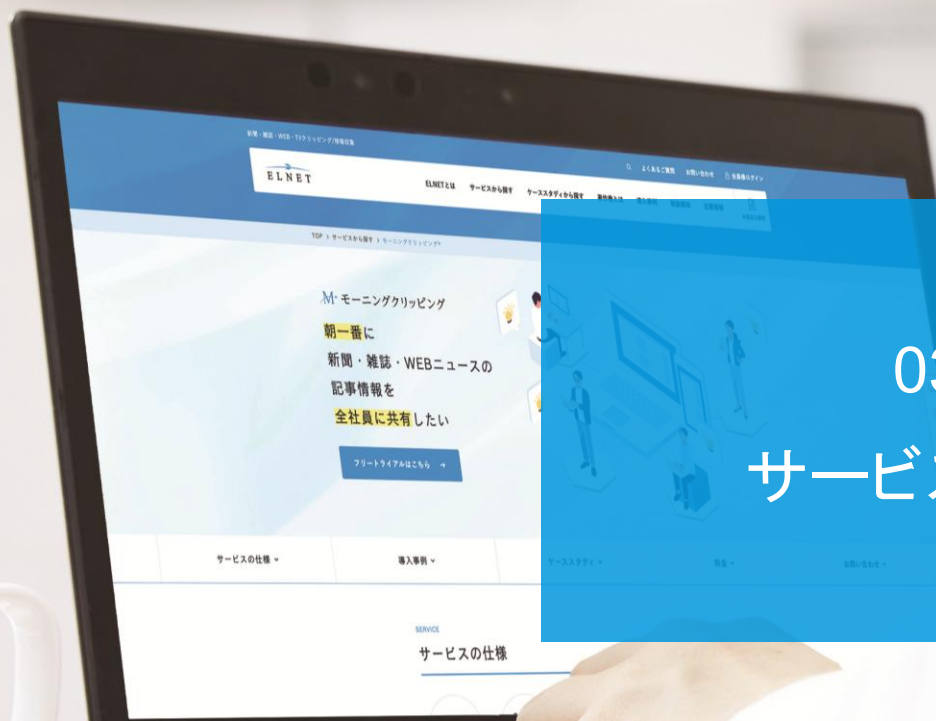 新聞・雑誌・WEB・TVクリッピング/情報収集
よくあるご質問 お問い合わせ 会員様ログイン
ELNET
ELNETとは サービスから探す ケーススタディから探す
TOP > サービスから探す > モーニングクリッピング®
M モーニングクリッピング
朝一番に
新聞・雑誌・WEBニュースの
記事情報を
全社員に共有したい
フリートライアルはこちら →
03
サービス
サービスの仕様 導入事例 ケーススタディ 料金 お問い合わせ
SERVICE
サービスの仕様